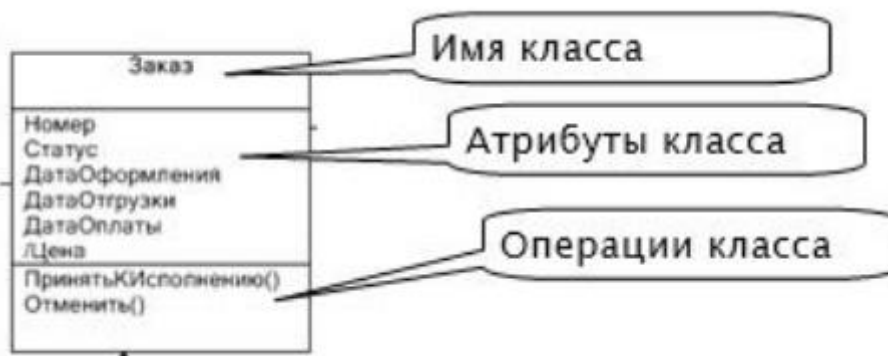 Заказ
Имя класса
Номер
Статус
ДатаОформления
ДатаОтгрузки
ДатаОплаты
/Цена
Атрибуты класса
ПринятьКИсполнению()
Отменить()
Операции класса